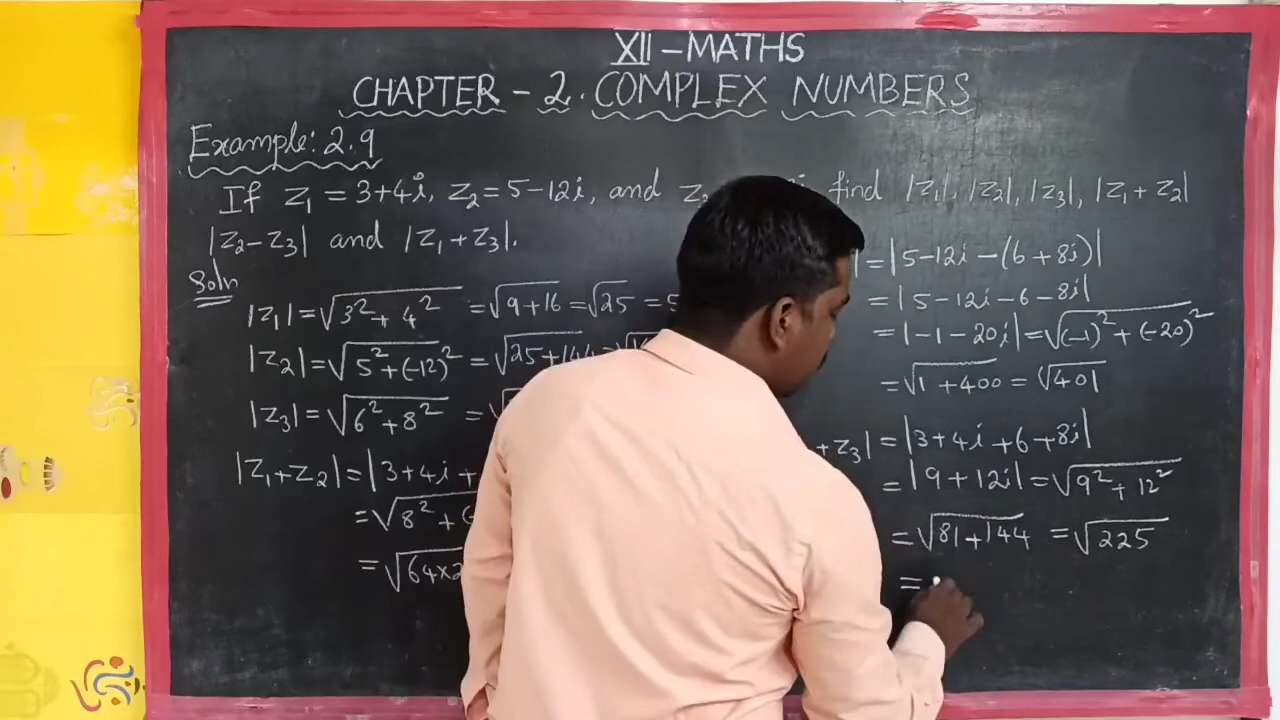 XII - MATHS
CHAPTER - 2. COMPLEX NUMBERS
Example: 2.9
If z₁ = 3+4i, z₂ = 5-12i, and find |z₁|, |z₂|, |z₃|, |z₁ + z₂|
|z₂-z₃| and |z₁+z₃|.
Soln
|z₁| = √3²+4² = √9+16 = √25 =
|z₂| = √5²+(-12)² = √25+144 =
|z₃| = √6²+8² =
|z₁+z₂| = |3+4i+
= √8²+
= √64×
= |5-12i-(6+8i)|
= |5-12i-6-8i|
= |-1-20i| = √(-1)²+(-20)²
= √1+400 = √401
+z₃| = |3+4i+6+8i|
= |9+12i| = √9²+12²
= √81+144 = √225
=